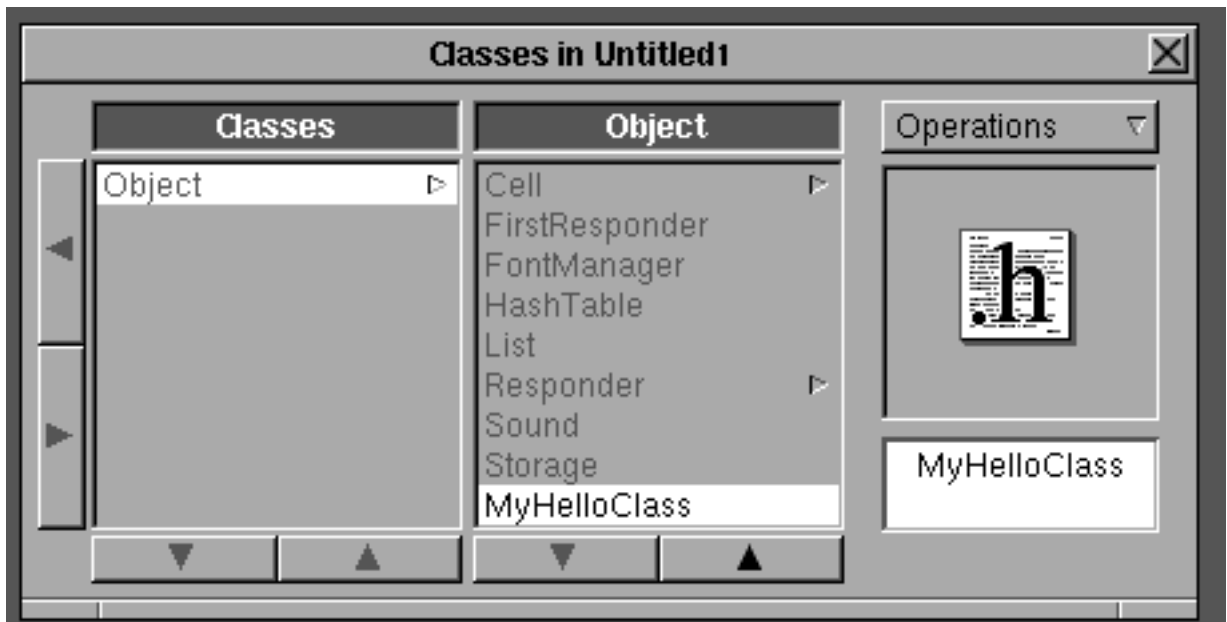 Classes in Untitled1
Classes
Object
Operations
Object
Cell
FirstResponder
FontManager
HashTable
List
Responder
Sound
Storage
MyHelloClass
.h
MyHelloClass